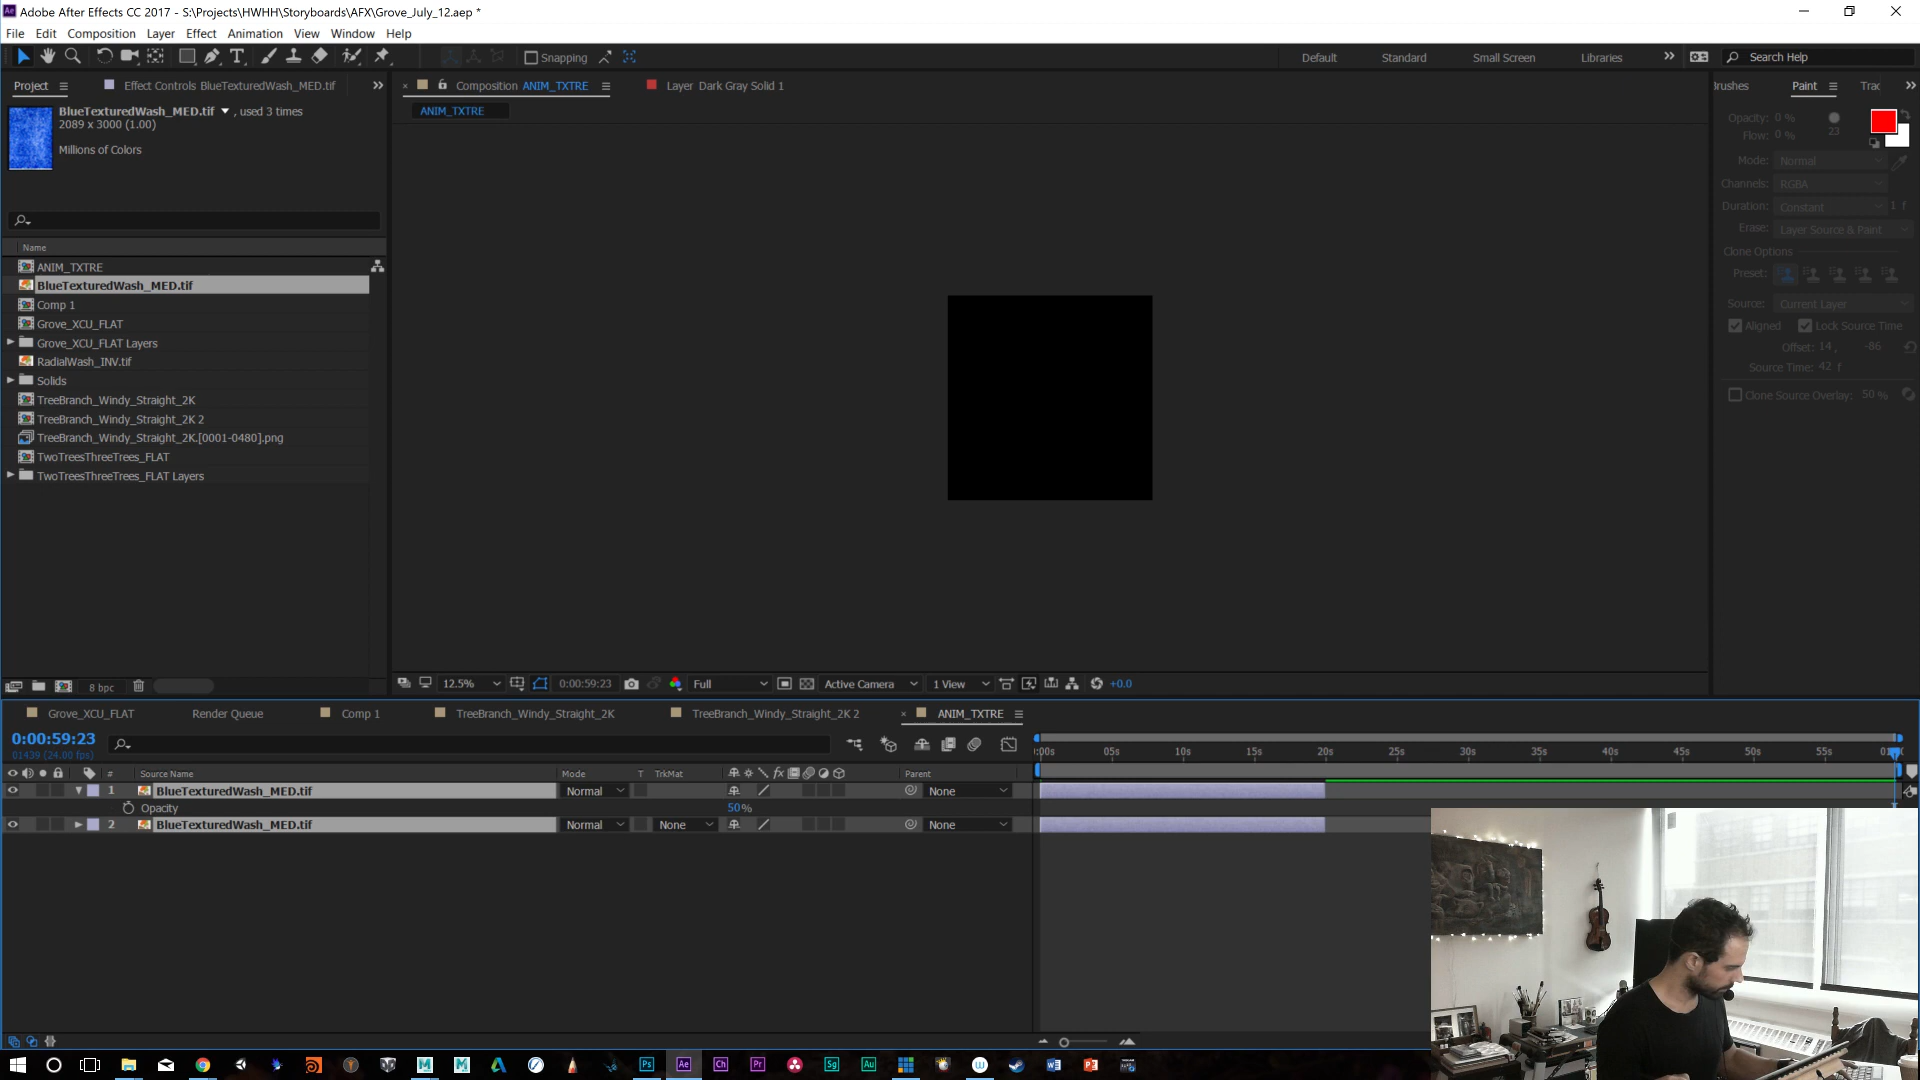 Adobe After Effects CC 2017 - S:\Projects\HWHH\Storyboards\AFX\Grove_July_12.aep *
File Edit Composition Layer Effect Animation View Window Help
Snapping Default Standard Small Screen Libraries Search Help
Project Effect Controls BlueTexturedWash_MED.tif Composition ANIM_TXTRE Layer Dark Gray Solid 1 Brushes Paint Trac
BlueTexturedWash_MED.tif , used 3 times
2089 x 3000 (1.00)
Millions of Colors
ANIM_TXTRE
Opacity: 0 %
Flow: 0 %
23
Mode: Normal
Channels: RGBA
Duration: Constant 1 f
Erase: Layer Source & Paint
Clone Options
Preset:
Source: Current Layer
Aligned Lock Source Time
Offset: 14 , -86
Source Time: 42 f
Clone Source Overlay: 50 %
Name
ANIM_TXTRE
BlueTexturedWash_MED.tif
Comp 1
Grove_XCU_FLAT
Grove_XCU_FLAT Layers
RadialWash_INV.tif
Solids
TreeBranch_Windy_Straight_2K
TreeBranch_Windy_Straight_2K 2
TreeBranch_Windy_Straight_2K.[0001-0480].png
TwoTreesThreeTrees_FLAT
TwoTreesThreeTrees_FLAT Layers
8 bpc
12.5% 0:00:59:23 Full Active Camera 1 View +0.0
Grove_XCU_FLAT Render Queue Comp 1 TreeBranch_Windy_Straight_2K TreeBranch_Windy_Straight_2K 2 ANIM_TXTRE
0:00:59:23
01439 (24.00 fps)
:00s 05s 10s 15s 20s 25s 30s 35s 40s 45s 50s 55s
# Source Name Mode T TrkMat Parent
1 BlueTexturedWash_MED.tif Normal None
Opacity 50%
2 BlueTexturedWash_MED.tif Normal None None
Ps Ae Ch Pr Sg Au